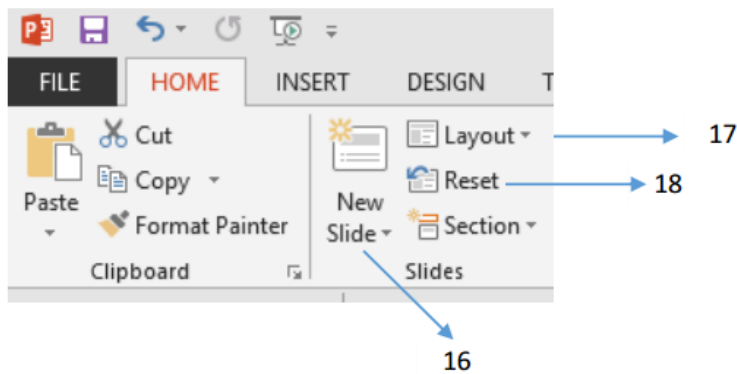 P
FILE HOME INSERT DESIGN T
Cut
Copy
Paste
Format Painter
Clipboard
New
Slide
Layout
Reset
Section
Slides
17
18
16